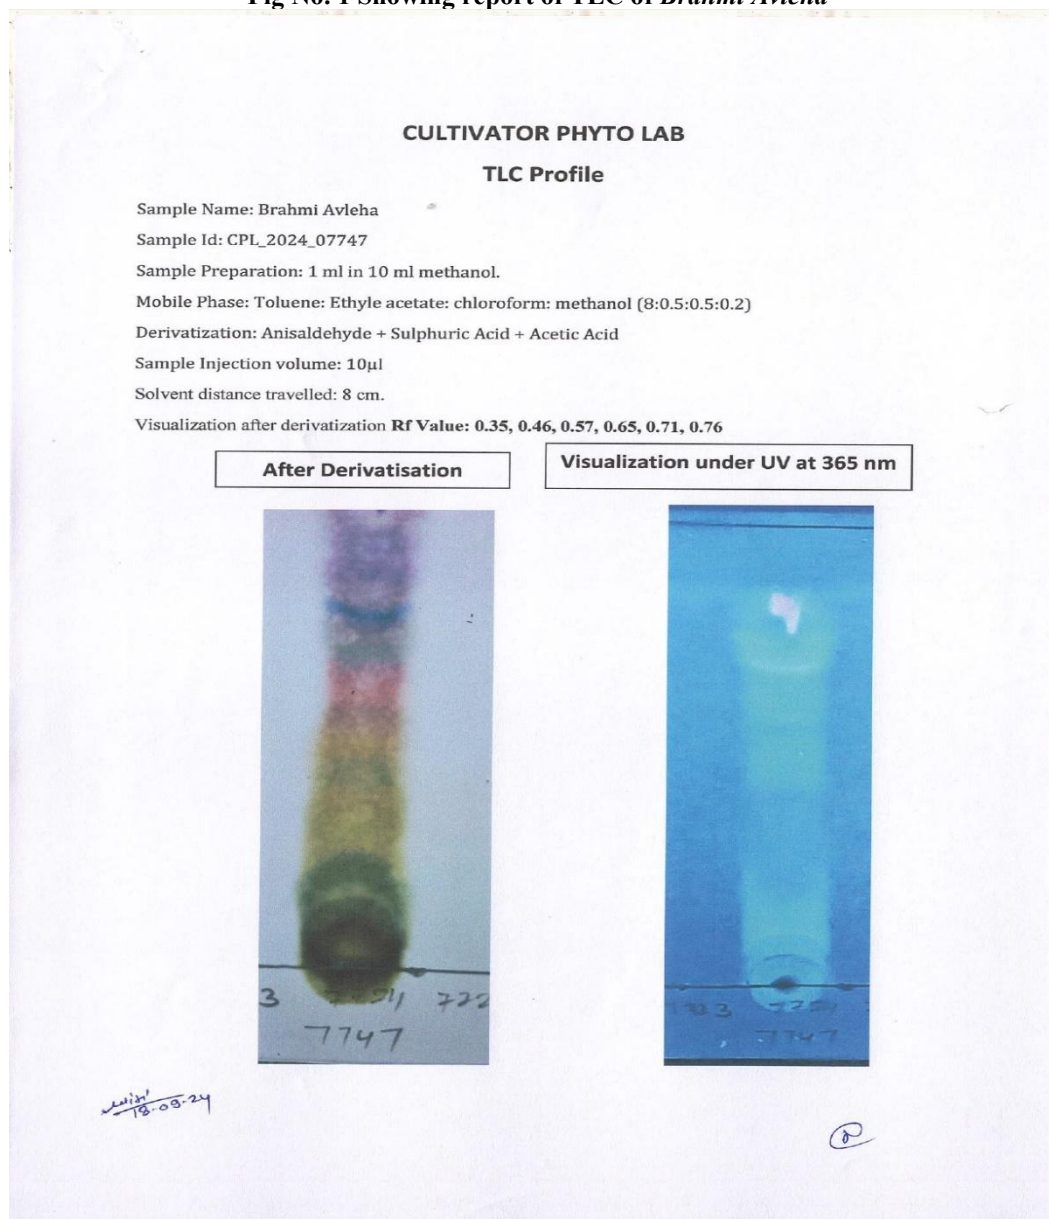 Fig No. 1 Showing report of TLC of Brahmi Avleha
CULTIVATOR PHYTO LAB
TLC Profile
Sample Name: Brahmi Avleha
Sample Id: CPL_2024_07747
Sample Preparation: 1 ml in 10 ml methanol.
Mobile Phase: Toluene: Ethyle acetate: chloroform: methanol (8:0.5:0.5:0.2)
Derivatization: Anisaldehyde + Sulphuric Acid + Acetic Acid
Sample Injection volume: 10µl
Solvent distance travelled: 8 cm.
Visualization after derivatization Rf Value: 0.35, 0.46, 0.57, 0.65, 0.71, 0.76
After Derivatisation
Visualization under UV at 365 nm
3 722
7747
7747
18-09-24